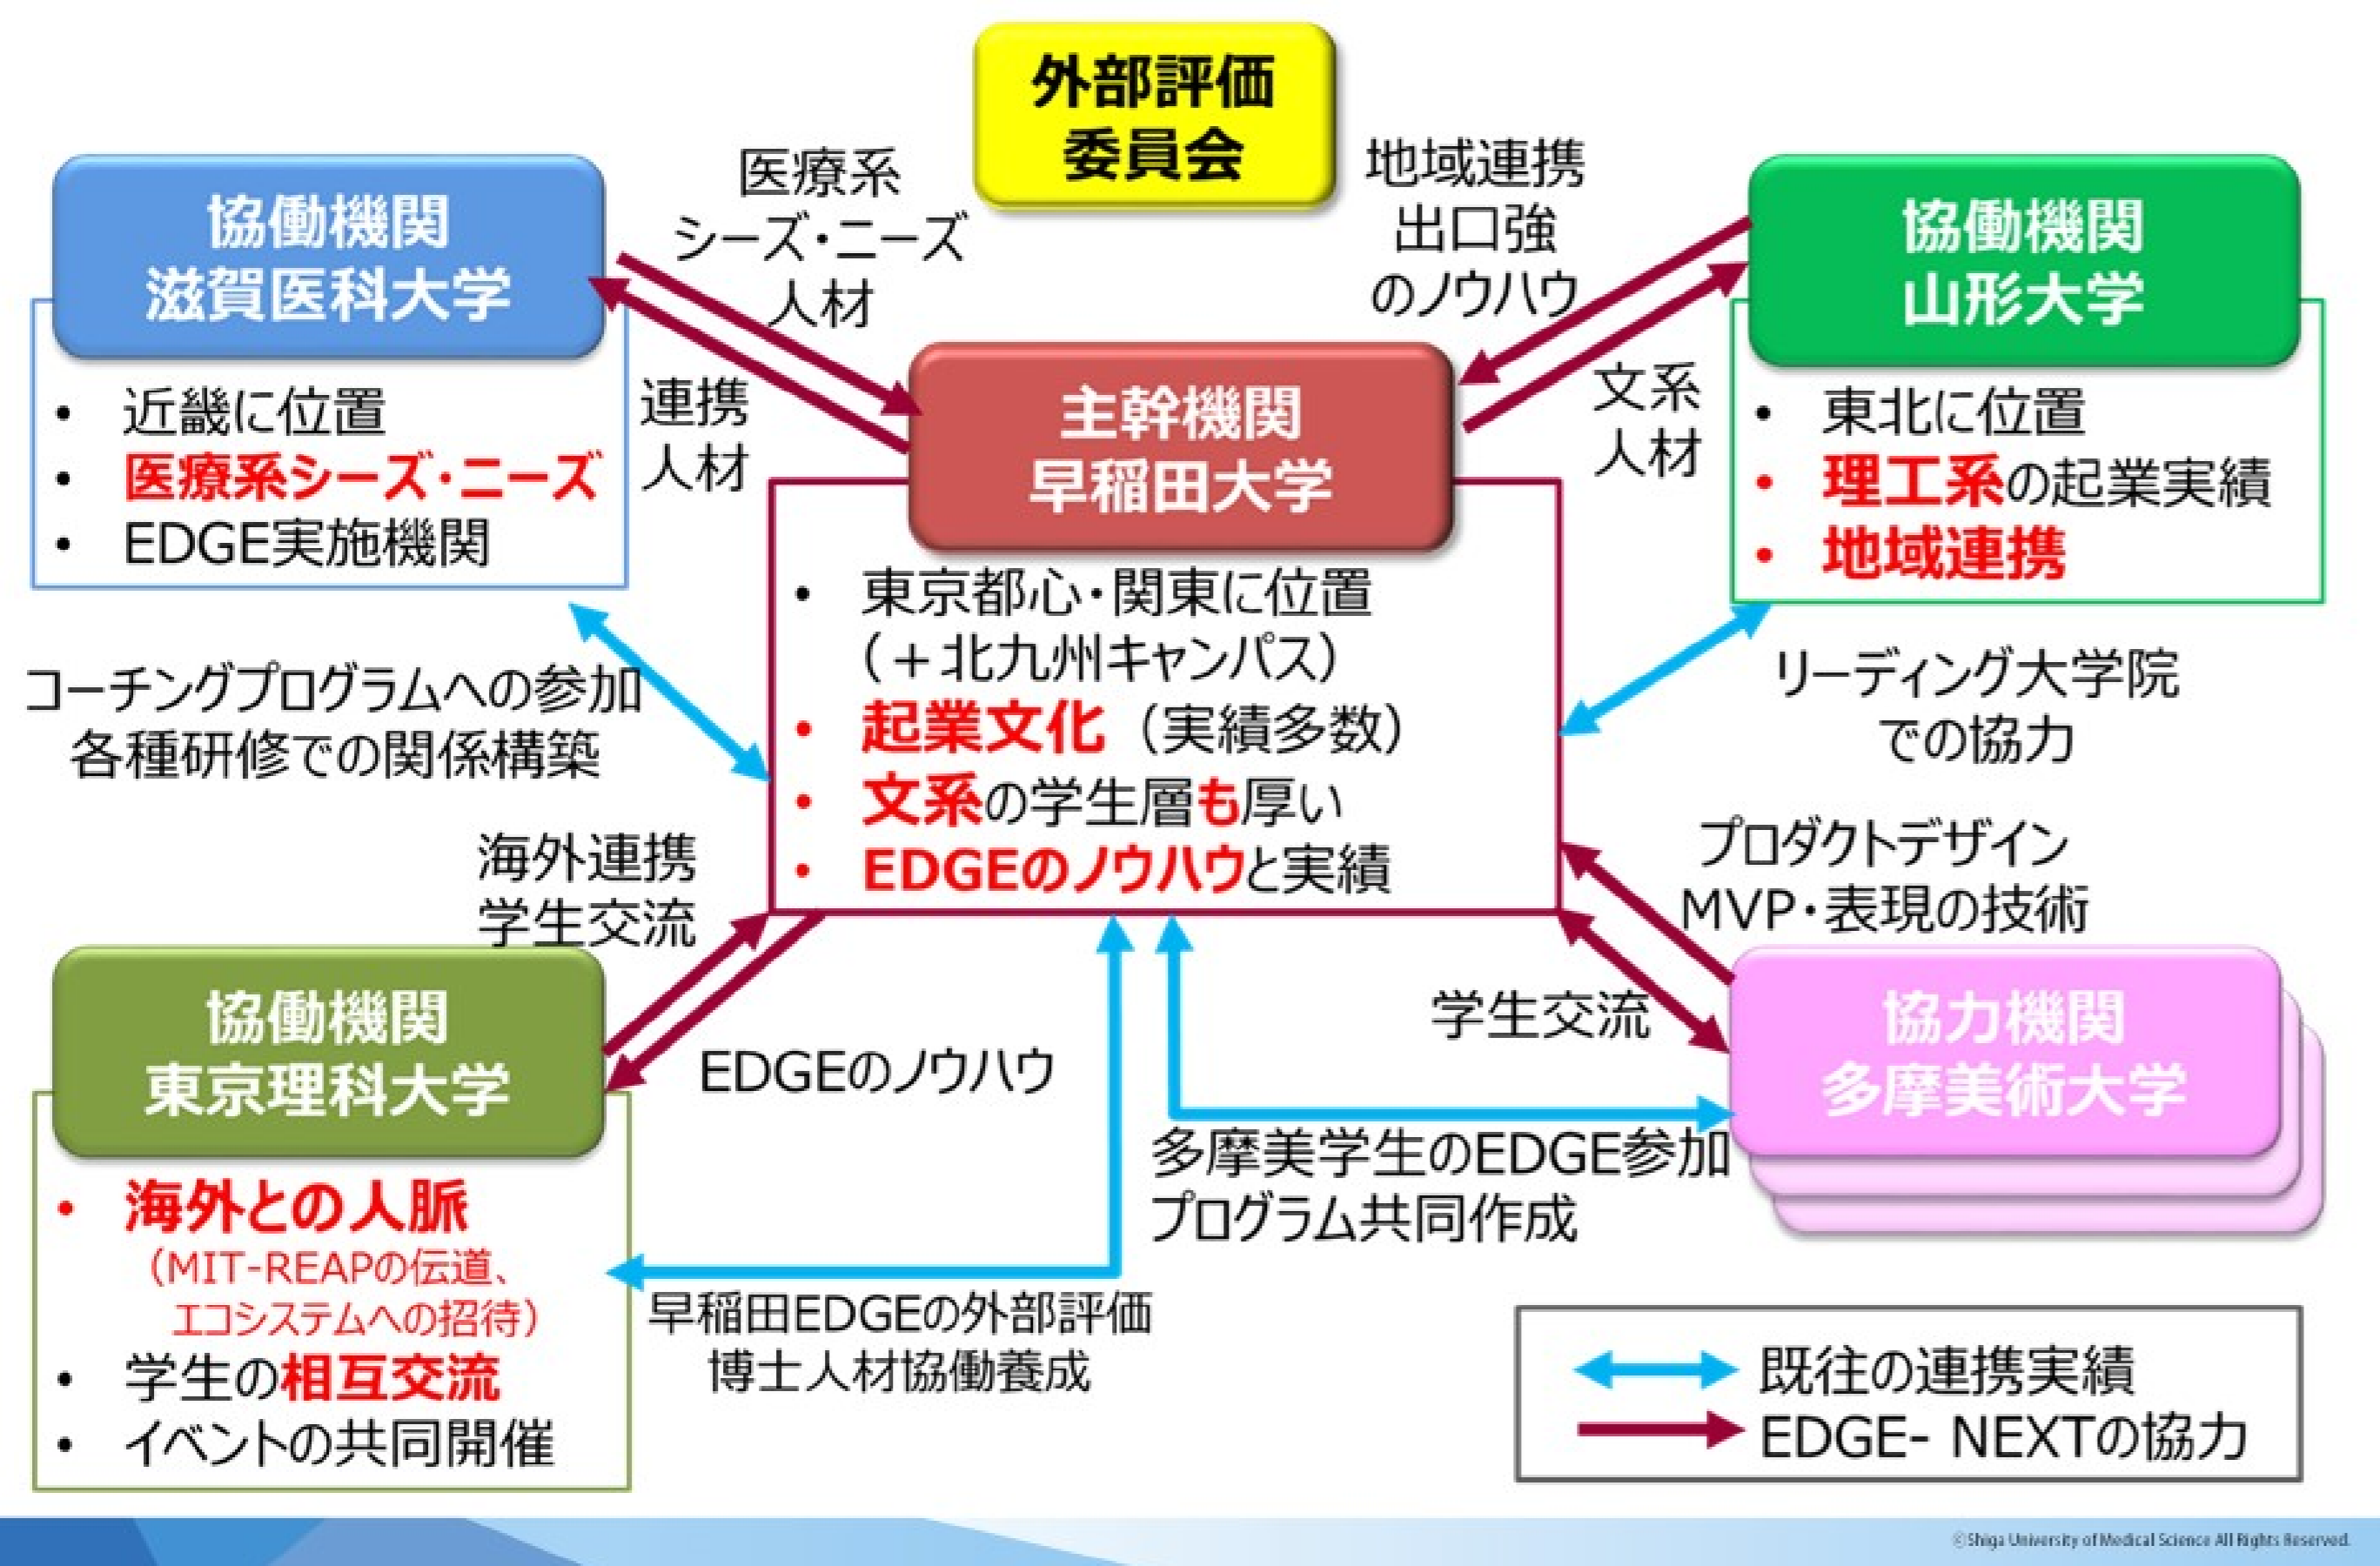 外部評価
委員会
協働機関
滋賀医科大学
• 近畿に位置
• 医療系シーズ・ニーズ
• EDGE実施機関
医療系
シーズ・ニーズ
人材
連携
人材
地域連携
出口強
のノウハウ
文系
人材
協働機関
山形大学
• 東北に位置
• 理工系の起業実績
• 地域連携
主幹機関
早稲田大学
• 東京都心・関東に位置
(+北九州キャンパス)
• 起業文化（実績多数）
• 文系の学生層も厚い
• EDGEのノウハウと実績
コーチングプログラムへの参加
各種研修での関係構築
リーディング大学院
での協力
海外連携
学生交流
EDGEのノウハウ
協働機関
東京理科大学
• 海外との人脈
（MIT-REAPの伝道、
エコシステムへの招待）
• 学生の相互交流
• イベントの共同開催
早稲田EDGEの外部評価
博士人材協働養成
プロダクトデザイン
MVP・表現の技術
学生交流
協力機関
多摩美術大学
多摩美学生のEDGE参加
プログラム共同作成
既往の連携実績
EDGE- NEXTの協力
©Shiga University of Medical Science All Rights Reserved.